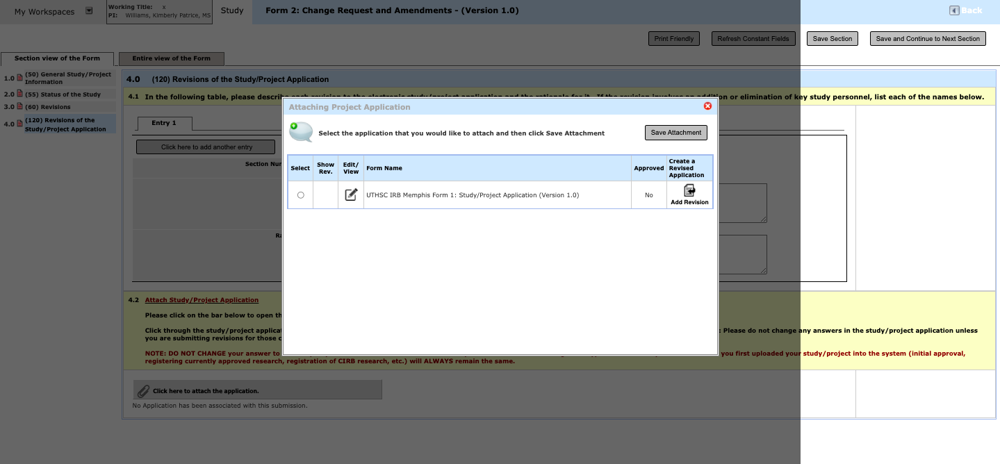 My Workspaces
Working Title: x
PI: Williams, Kimberly Patrice, MS
Study
Form 2: Change Request and Amendments - (Version 1.0)
Back
Print Friendly
Refresh Constant Fields
Save Section
Save and Continue to Next Section
Section view of the Form
Entire view of the Form
1.0 (50) General Study/Project Information
2.0 (55) Status of the Study
3.0 (60) Revisions
4.0 (120) Revisions of the Study/Project Application
4.0 (120) Revisions of the Study/Project Application
4.1 In the following table, please describe each revision to the electronic study/project application and the rationale for it. If the revision involves an addition or elimination of key study personnel, list each of the names below.
Entry 1
Click here to add another entry
Section Nu
Ra
Attaching Project Application
Select the application that you would like to attach and then click Save Attachment
Save Attachment
Select
Show Rev.
Edit/ View
Form Name
Approved
Create a Revised Application
UTHSC IRB Memphis Form 1: Study/Project Application (Version 1.0)
No
Add Revision
4.2 Attach Study/Project Application
Please click on the bar below to open th
Click through the study/project applicat : Please do not change any answers in the study/project application unless
you are submitting revisions for those c
NOTE: DO NOT CHANGE your answer to you first uploaded your study/project into the system (initial approval,
registering currently approved research, registration of CIRB research, etc.) will ALWAYS remain the same.
Click here to attach the application.
No Application has been associated with this submission.